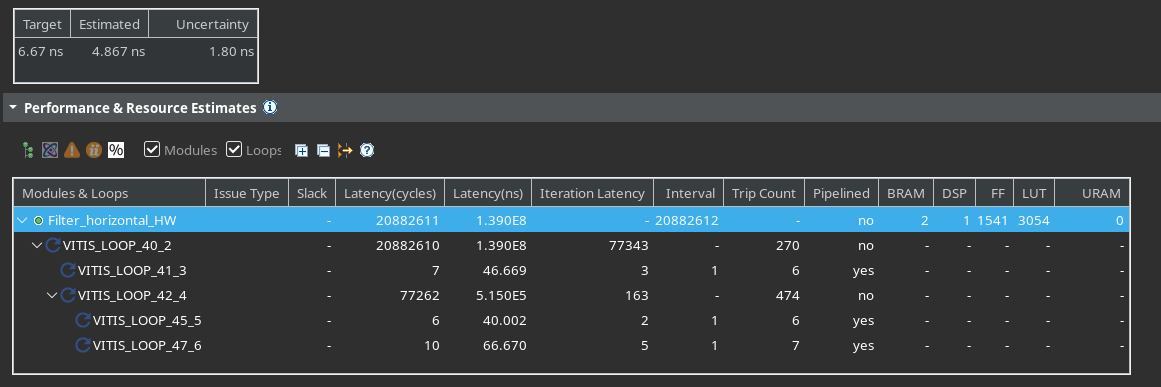 Target Estimated Uncertainty
6.67 ns 4.867 ns 1.80 ns
Performance & Resource Estimates
% Modules Loops
Modules & Loops Issue Type Slack Latency(cycles) Latency(ns) Iteration Latency Interval Trip Count Pipelined BRAM DSP FF LUT URAM
Filter_horizontal_HW - 20882611 1.390E8 - 20882612 - no 2 1 1541 3054 0
VITIS_LOOP_40_2 - 20882610 1.390E8 77343 - 270 no - - - - -
VITIS_LOOP_41_3 - 7 46.669 3 1 6 yes - - - - -
VITIS_LOOP_42_4 - 77262 5.150E5 163 - 474 no - - - - -
VITIS_LOOP_45_5 - 6 40.002 2 1 6 yes - - - - -
VITIS_LOOP_47_6 - 10 66.670 5 1 7 yes - - - - -